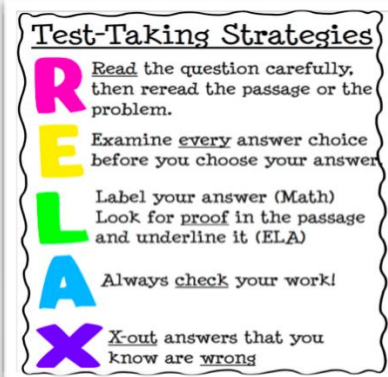 Test-Taking Strategies
R
Read the question carefully,
then reread the passage or the
problem.
E
Examine every answer choice
before you choose your answer
L
Label your answer (Math)
Look for proof in the passage
and underline it (ELA)
A
Always check your work!
X
X-out answers that you
know are wrong